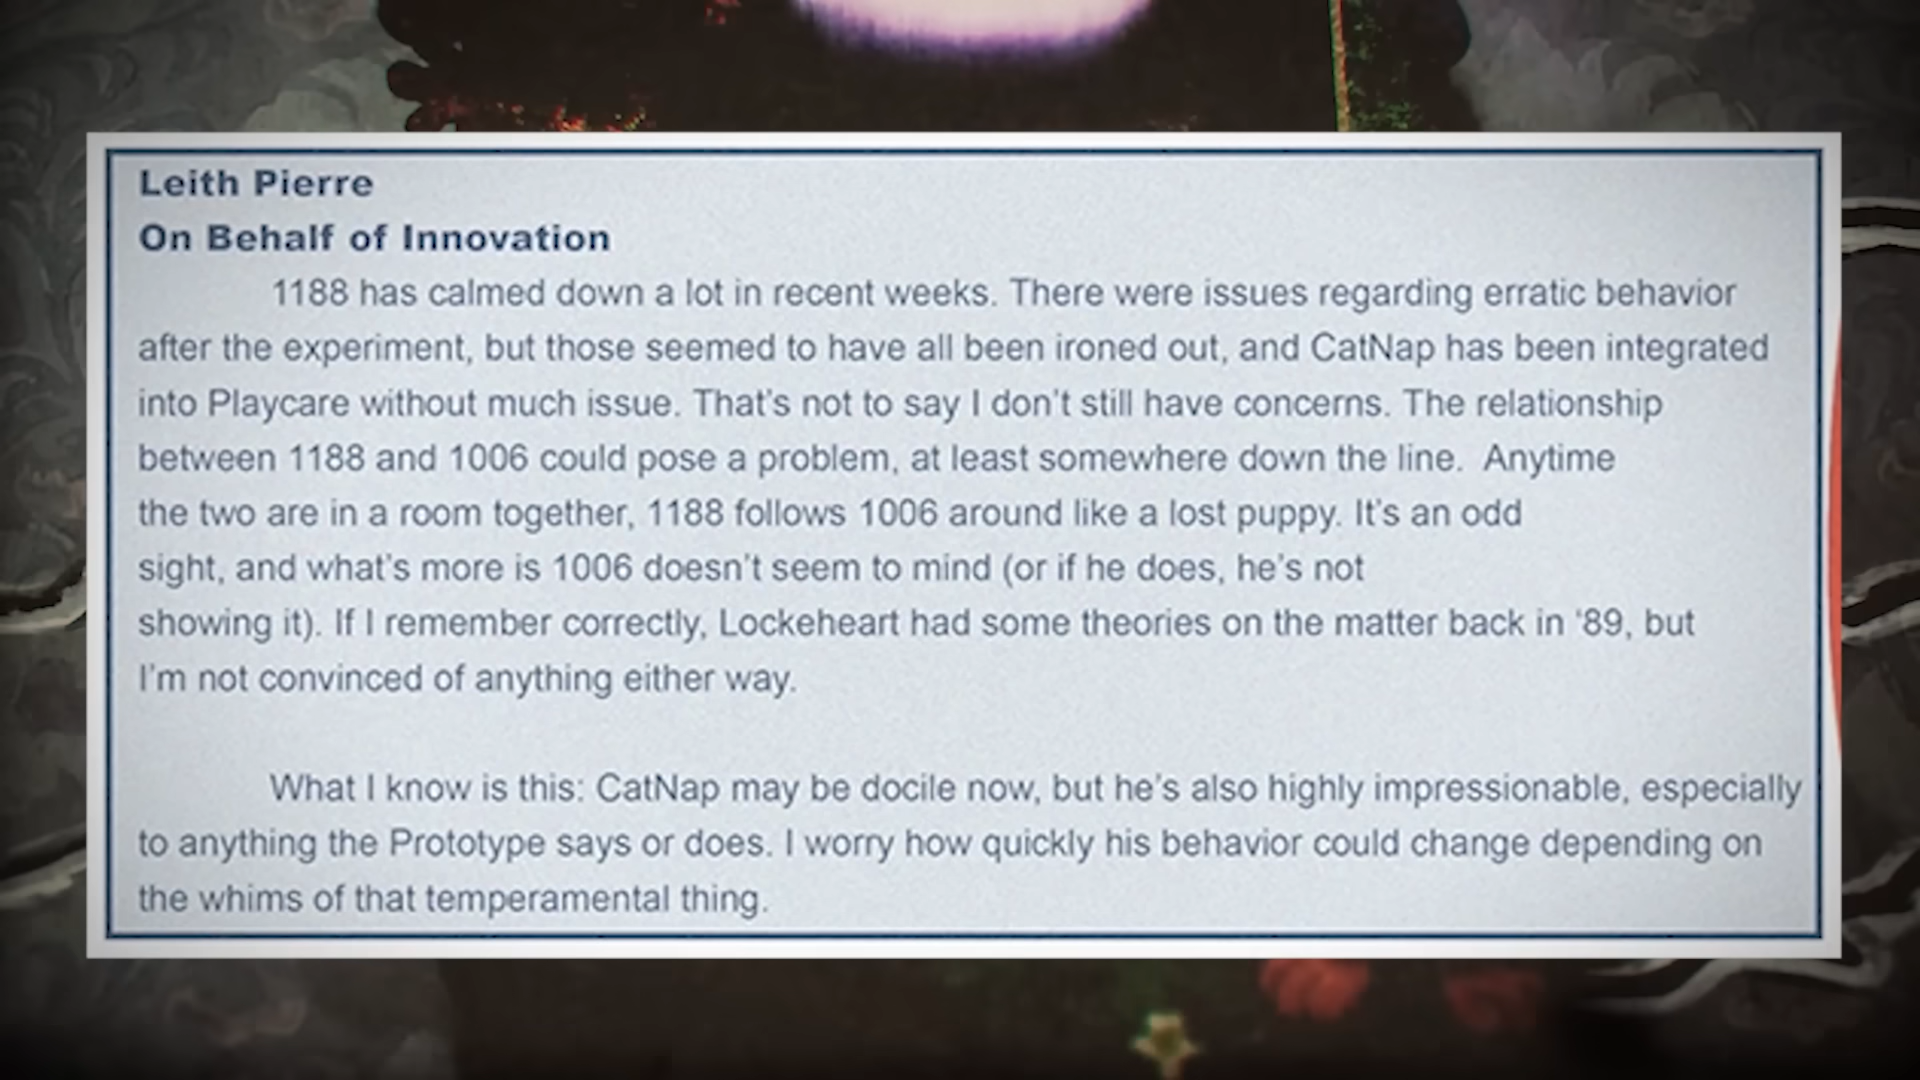 Leith Pierre
On Behalf of Innovation
1188 has calmed down a lot in recent weeks. There were issues regarding erratic behavior
after the experiment, but those seemed to have all been ironed out, and CatNap has been integrated
into Playcare without much issue. That's not to say I don't still have concerns. The relationship
between 1188 and 1006 could pose a problem, at least somewhere down the line. Anytime
the two are in a room together, 1188 follows 1006 around like a lost puppy. It's an odd
sight, and what's more is 1006 doesn't seem to mind (or if he does, he's not
showing it). If I remember correctly, Lockeheart had some theories on the matter back in '89, but
I'm not convinced of anything either way.
What I know is this: CatNap may be docile now, but he's also highly impressionable, especially
to anything the Prototype says or does. I worry how quickly his behavior could change depending on
the whims of that temperamental thing.